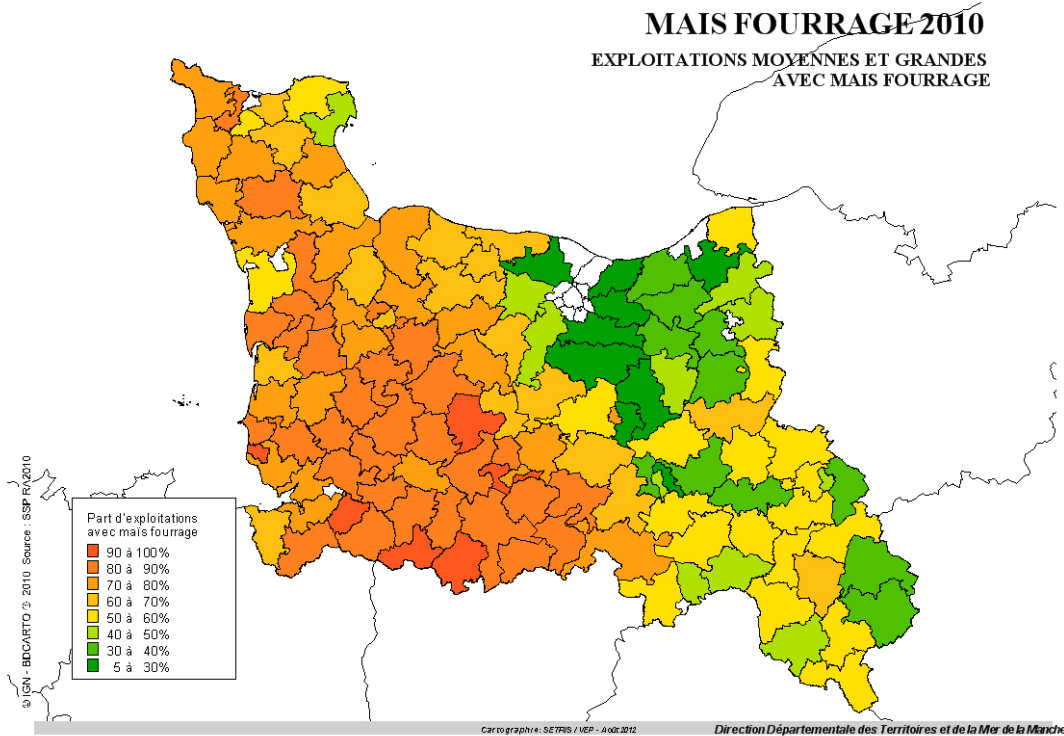 MAIS FOURRAGE 2010
EXPLOITATIONS MOYENNES ET GRANDES
AVEC MAIS FOURRAGE
Part d'exploitations
avec maïs fourrage
90 à 100%
80 à 90%
70 à 80%
60 à 70%
50 à 60%
40 à 50%
30 à 40%
5 à 30%
© IGN - BDCARTO ® 2010 Source : SSP RA2010
Cartographie: SETRIS / VEP - Août 2012
Direction Départementale des Territoires et de la Mer de la Manche